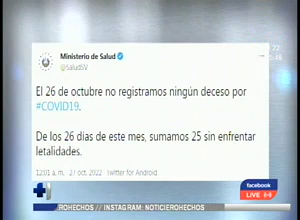 Ministerio de Salud
@SaludSV
El 26 de octubre no registramos ningún deceso por
#COVID19.
De los 26 días de este mes, sumamos 25 sin enfrentar
letalidades.
12:01 a. m. · 27 oct. 2022 · Twitter for Android
facebook
LIVE
ROHECHOS // INSTAGRAM: NOTICIEROHECHOS